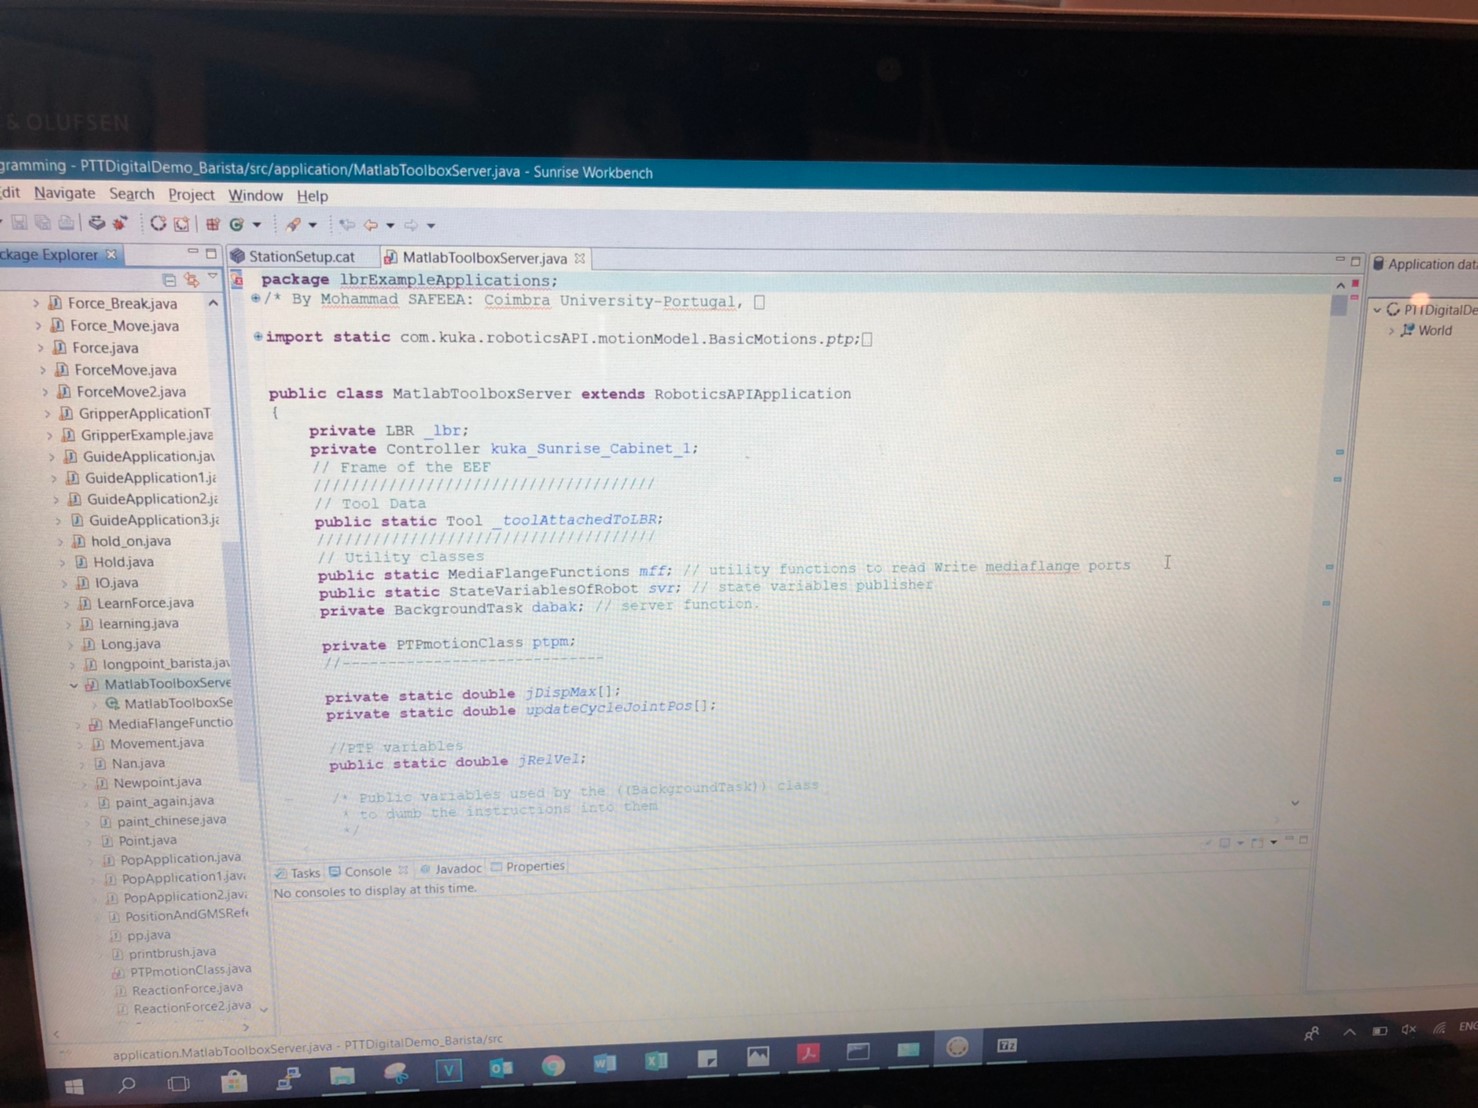 & OLUFSEN
gramming - PTTDigitalDemo_Barista/src/application/MatlabToolboxServer.java - Sunrise Workbench
dit Navigate Search Project Window Help
ckage Explorer
StationSetup.cat
MatlabToolboxServer.java
Application dat
Force_Break.java
Force_Move.java
Force.java
ForceMove.java
ForceMove2.java
GripperApplicationT
GripperExample.java
GuideApplication.jav
GuideApplication1.ja
GuideApplication2.ja
GuideApplication3.ja
hold_on.java
Hold.java
IO.java
LearnForce.java
learning.java
Long.java
longpoint_barista.jav
MatlabToolboxServe
MatlabToolboxSe
MediaFlangeFunctio
Movement.java
Nan.java
Newpoint.java
paint_again.java
paint_chinese.java
Point.java
PopApplication.java
PopApplication1.java
PopApplication2.java
PositionAndGMSRefe
pp.java
printbrush.java
PTPmotionClass.java
ReactionForce.java
ReactionForce2.java
package lbrExampleApplications;
/* By Mohammad SAFEEA: Coimbra University-Portugal,
import static com.kuka.roboticsAPI.motionModel.BasicMotions.ptp;
public class MatlabToolboxServer extends RoboticsAPIApplication
{
private LBR _lbr;
private Controller kuka_Sunrise_Cabinet_1;
// Frame of the EEF
//////////////////////////////////////
// Tool Data
public static Tool _toolAttachedToLBR;
//////////////////////////////////////
// Utility classes
public static MediaFlangeFunctions mff; // utility functions to read Write mediaflange ports
public static StateVariablesOfRobot svr; // state variables publisher
private BackgroundTask dabak; // server function.
private PTPmotionClass ptpm;
//-----------------------------
private static double jDispMax[];
private static double updateCycleJointPos[];
//PTP variables
public static double jRelVel;
/* Public variables used by the ((BackgroundTask)) class
* to dumb the instructions into them
*/
PTTDigitalDe
World
Tasks Console Javadoc Properties
No consoles to display at this time.
application.MatlabToolboxServer.java - PTTDigitalDemo_Barista/src
ENG